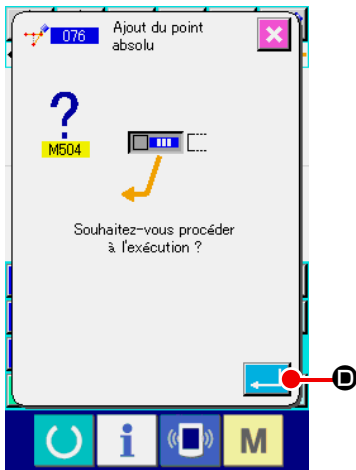 076
Ajout du point
absolu
?
M504
Souhaitez-vous procéder
à l'exécution ?
D
i
M